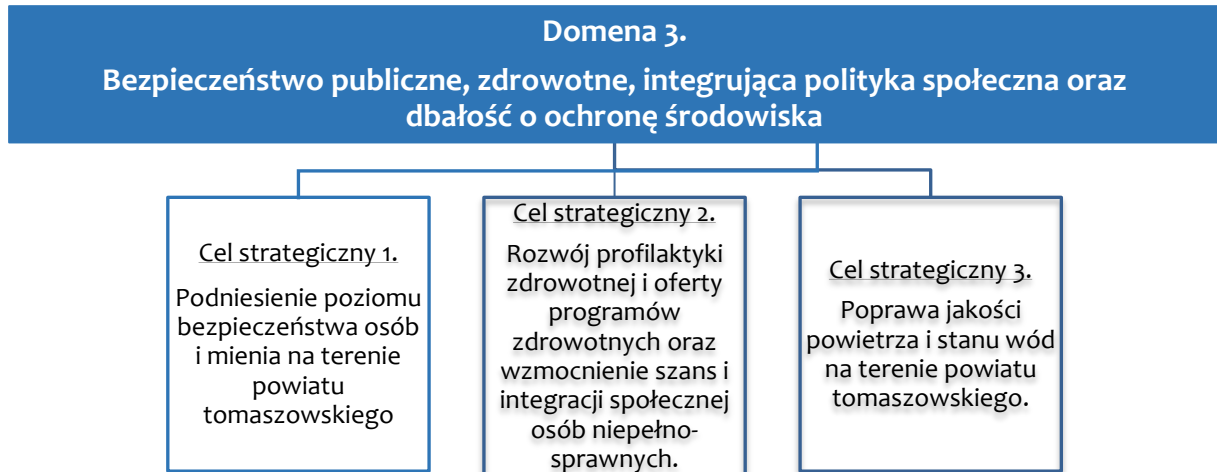 Domena 3.
Bezpieczeństwo publiczne, zdrowotne, integrująca polityka społeczna oraz
dbałość o ochronę środowiska
Cel strategiczny 1.
Podniesienie poziomu
bezpieczeństwa osób
i mienia na terenie
powiatu
tomaszowskiego
Cel strategiczny 2.
Rozwój profilaktyki
zdrowotnej i oferty
programów
zdrowotnych oraz
wzmocnienie szans i
integracji społecznej
osób niepełno-
sprawnych.
Cel strategiczny 3.
Poprawa jakości
powietrza i stanu wód
na terenie powiatu
tomaszowskiego.